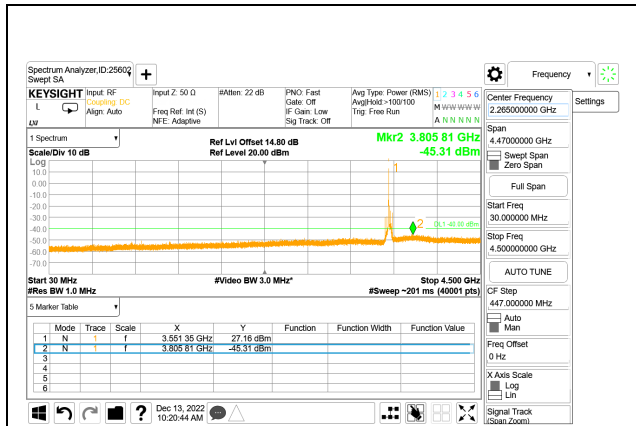 Spectrum Analyzer,ID:25602
Swept SA
+
Frequency
Settings
KEYSIGHT
L
LXI
Input: RF
Coupling: DC
Align: Auto
Input Z: 50 Ω
Freq Ref: Int (S)
NFE: Adaptive
#Atten: 22 dB
PNO: Fast
Gate: Off
IF Gain: Low
Sig Track: Off
Avg Type: Power (RMS)
Avg|Hold:>100/100
Trig: Free Run
1 2 3 4 5 6
M W W W W W
A N N N N N
1 Spectrum
Scale/Div 10 dB
Ref Lvl Offset 14.80 dB
Ref Level 20.00 dBm
Mkr2 3.805 81 GHz
-45.31 dBm
Log
10.0
0.00
-10.0
-20.0
-30.0
-40.0
-50.0
-60.0
-70.0
1
2
DL1 -40.00 dBm
Start 30 MHz
#Res BW 1.0 MHz
#Video BW 3.0 MHz*
Stop 4.500 GHz
#Sweep ~201 ms (40001 pts)
5 Marker Table
Mode Trace Scale X Y Function Function Width Function Value
1 N 1 f 3.551 35 GHz 27.16 dBm
2 N 1 f 3.805 81 GHz -45.31 dBm
3
4
5
6
Center Frequency
2.265000000 GHz
Span
4.47000000 GHz
Swept Span
Zero Span
Full Span
Start Freq
30.000000 MHz
Stop Freq
4.500000000 GHz
AUTO TUNE
CF Step
447.000000 MHz
Auto
Man
Freq Offset
0 Hz
X Axis Scale
Log
Lin
Signal Track
(Span Zoom)
?
Dec 13, 2022
10:20:44 AM